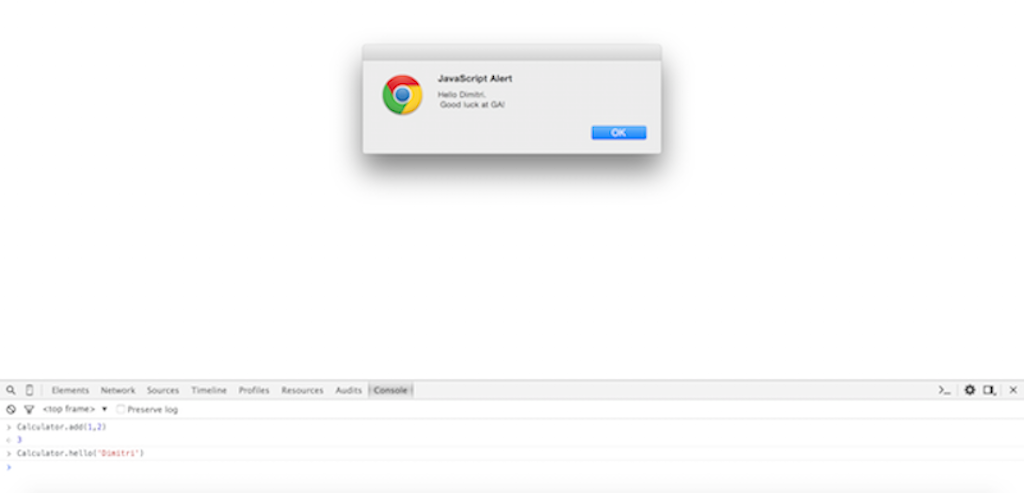 JavaScript Alert
Hello Dimitri.
Good luck at GA!
OK
Elements Network Sources Timeline Profiles Resources Audits Console
<top frame> ▼ Preserve log
> Calculator.add(1,2)
< 3
> Calculator.hello('Dimitri')
>